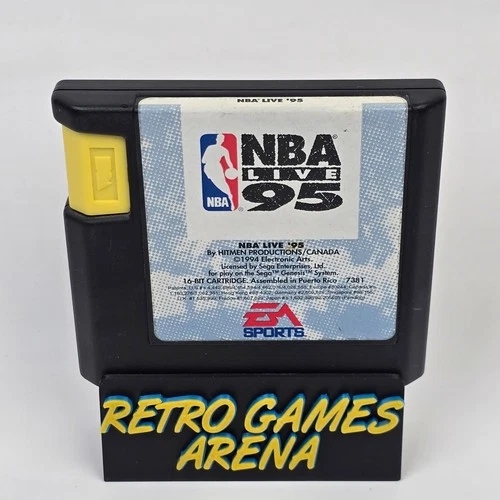 NBA LIVE '95
NBA
LIVE
95
NBA
NBA LIVE '95
By HITMEN PRODUCTIONS/CANADA
©1994 Electronic Arts.
Licensed by Sega Enterprises, Ltd.
for play on the Sega™ Genesis™ System.
16-BIT CARTRIDGE. Assembled in Puerto Rico 7381
EA
SPORTS
RETRO GAMES
ARENA